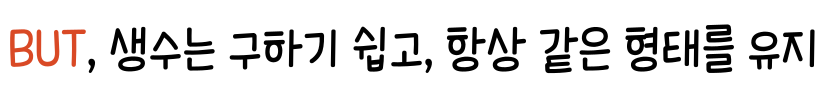 BUT, 생수는 구하기 쉽고, 항상 같은 형태를 유지